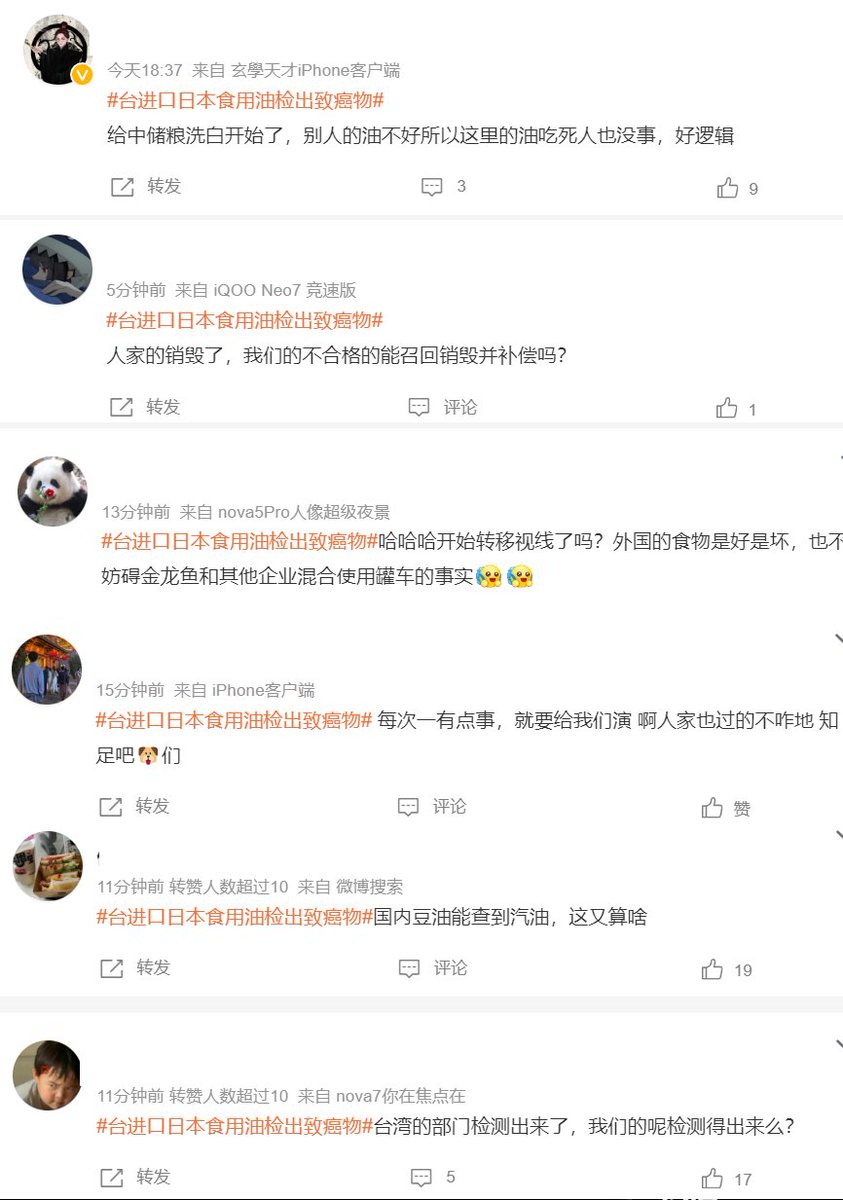 今天18:37 来自 玄學天才iPhone客户端
#台进口日本食用油检出致癌物#
给中储粮洗白开始了，别人的油不好所以这里的油吃死人也没事，好逻辑
转发 3 9
5分钟前 来自 iQOO Neo7 竞速版
#台进口日本食用油检出致癌物#
人家的销毁了，我们的不合格的能召回销毁并补偿吗？
转发 评论 1
13分钟前 来自 nova5Pro人像超级夜景
#台进口日本食用油检出致癌物#哈哈哈开始转移视线了吗？外国的食物是好是坏，也不
妨碍金龙鱼和其他企业混合使用罐车的事实
15分钟前 来自 iPhone客户端
#台进口日本食用油检出致癌物# 每次一有点事，就要给我们演 啊人家也过的不咋地 知
足吧们
转发 评论 赞
11分钟前 转赞人数超过10 来自 微博搜索
#台进口日本食用油检出致癌物#国内豆油能查到汽油，这又算啥
转发 评论 19
11分钟前 转赞人数超过10 来自 nova7你在焦点在
#台进口日本食用油检出致癌物#台湾的部门检测出来了，我们的呢检测得出来么？
转发 5 17